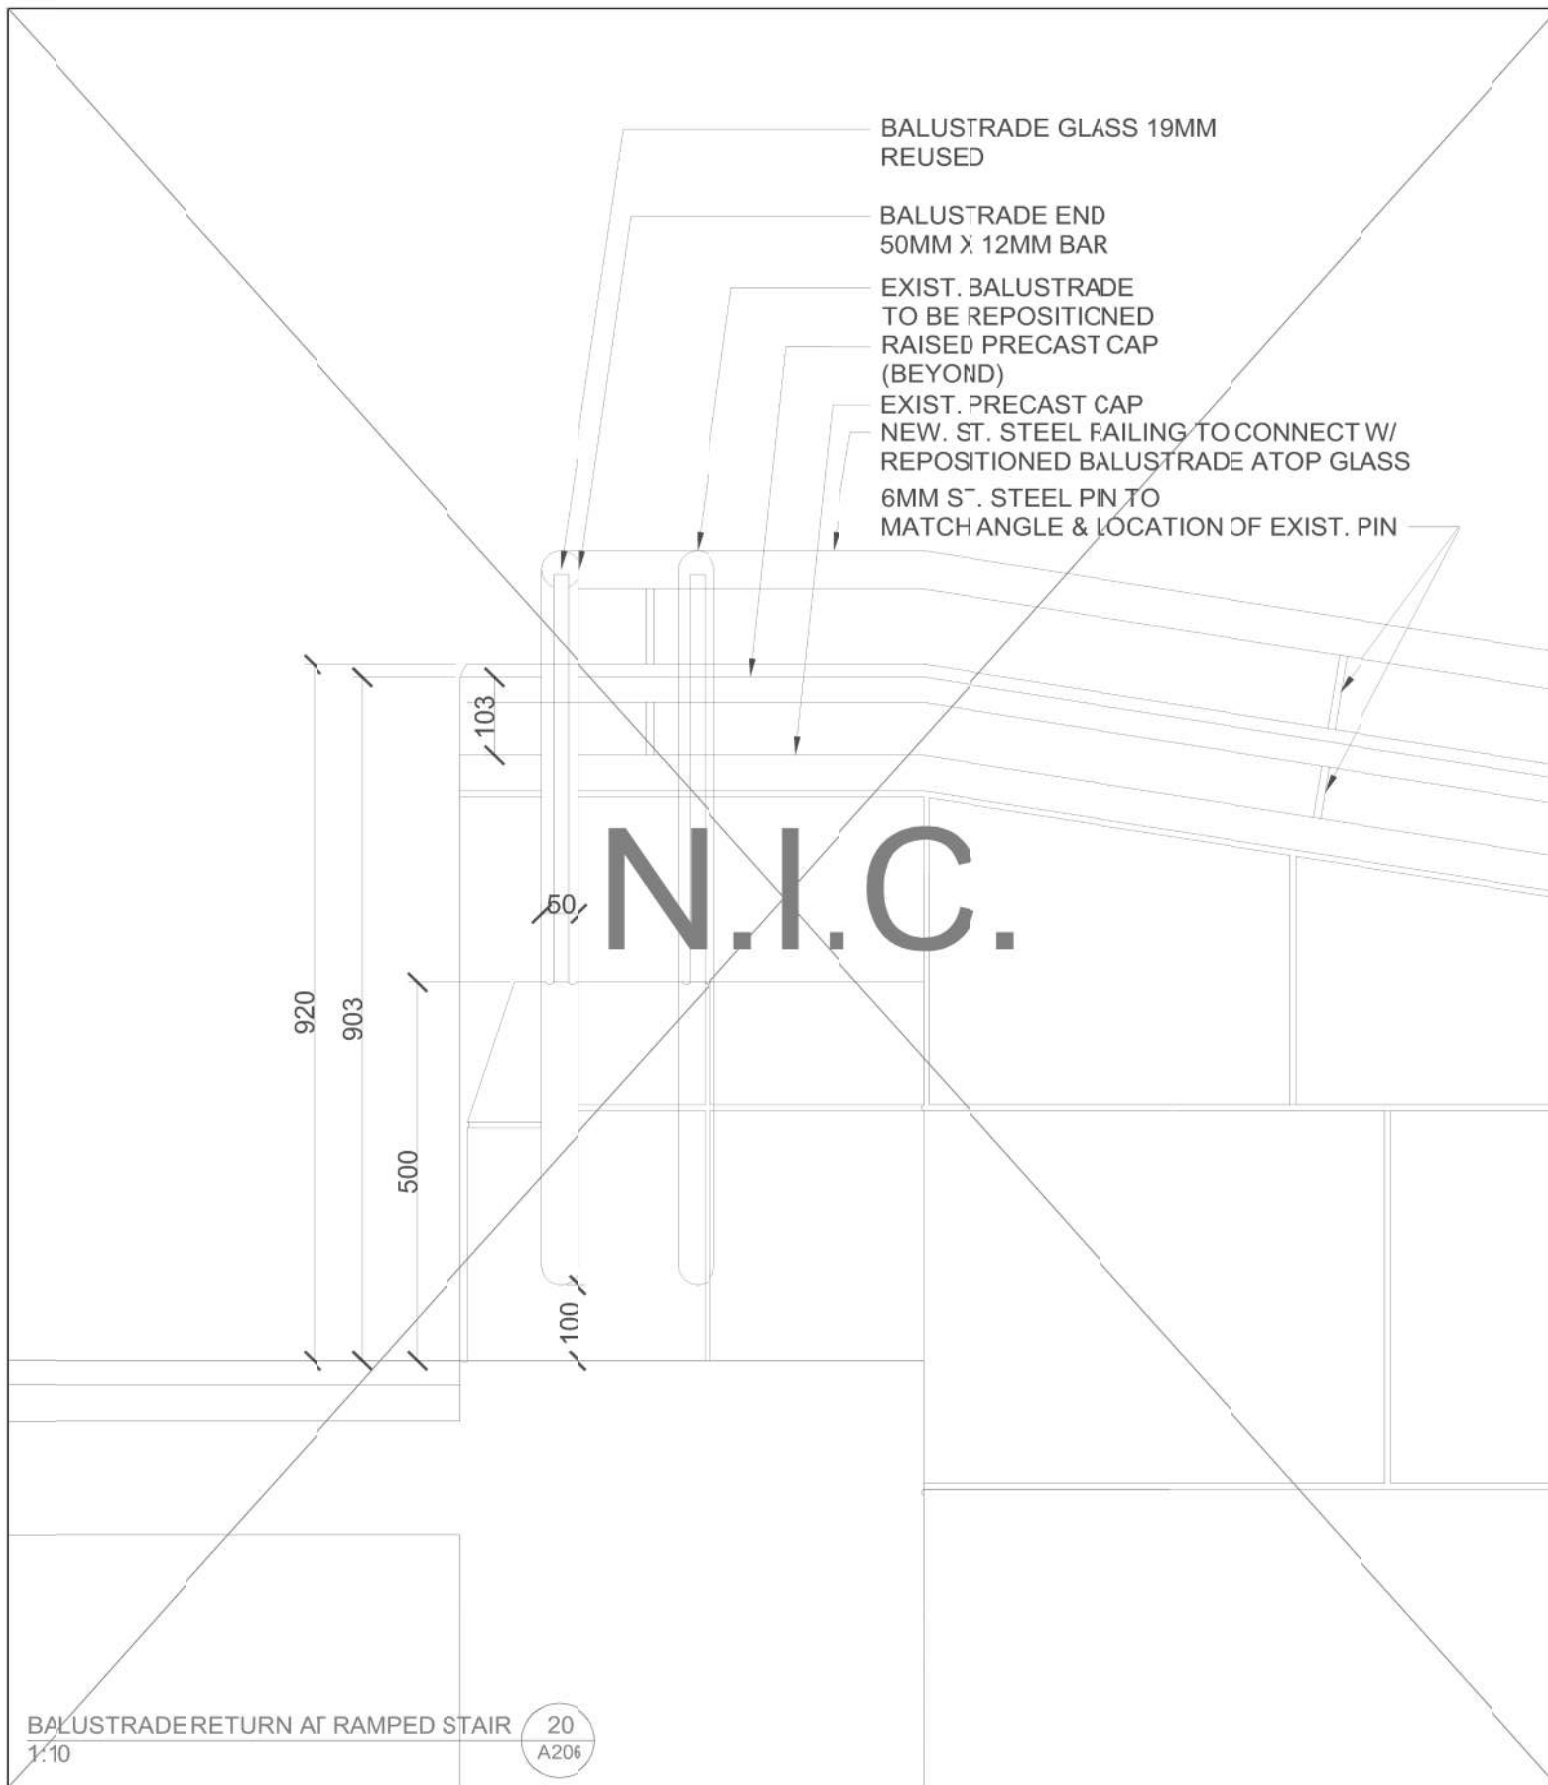 BALUSTRADE GLASS 19MM
REUSED
BALUSTRADE END
50MM X 12MM BAR
EXIST. BALUSTRADE
TO BE REPOSITIONED
RAISED PRECAST CAP
(BEYOND)
EXIST. PRECAST CAP
NEW. ST. STEEL RAILING TO CONNECT W/
REPOSITIONED BALUSTRADE ATOP GLASS
6MM ST. STEEL PIN TO
MATCH ANGLE & LOCATION OF EXIST. PIN
103
N.I.C.
50
920
903
500
100
BALUSTRADE RETURN AT RAMPED STAIR
1:10
20
A206